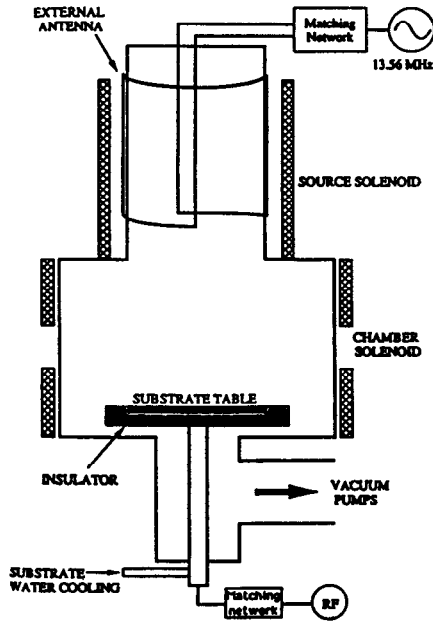 EXTERNAL
ANTENNA
Matching
Network
13.56 MHz
SOURCE SOLENOID
CHAMBER
SOLENOID
SUBSTRATE TABLE
INSULATOR
VACUUM
PUMPS
SUBSTRATE
WATER COOLING
Matching
network
RF